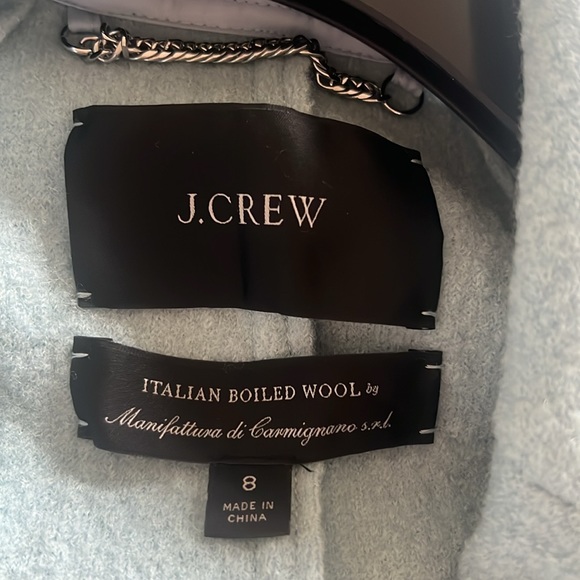 J.CREW
ITALIAN BOILED WOOL by
Manifattura di Carmignano s.r.l.
8
MADE IN
CHINA